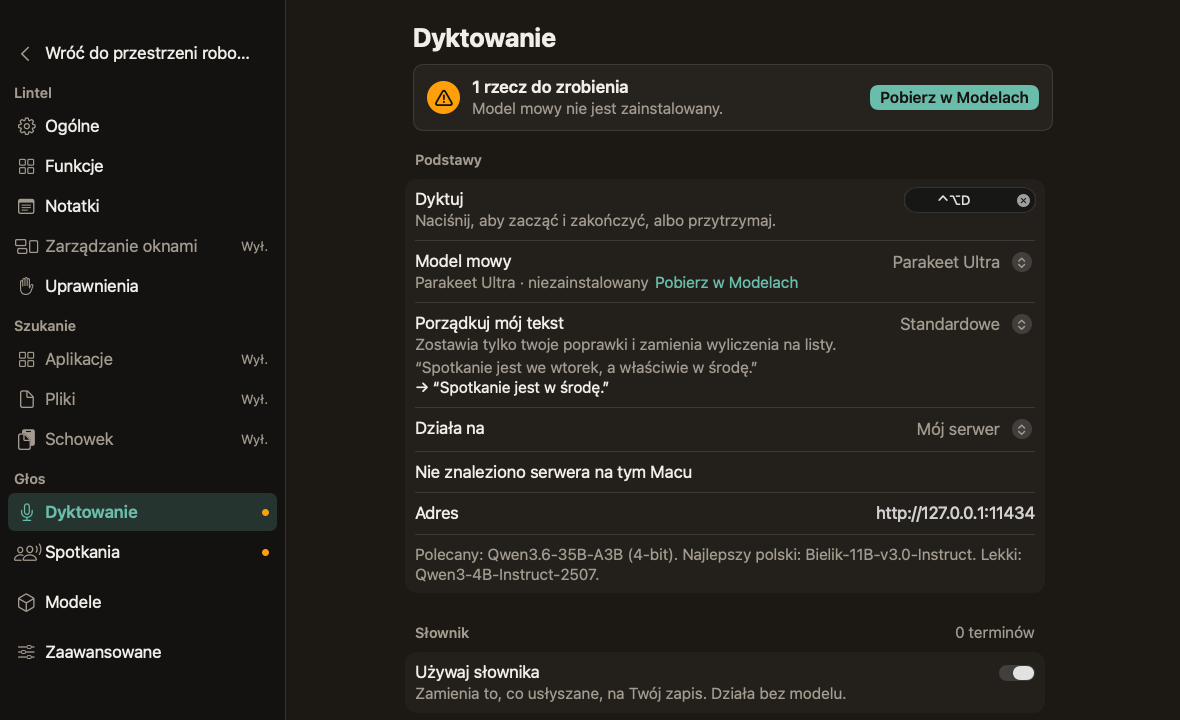 Wróć do przestrzeni robo...
Lintel
Ogólne
Funkcje
Notatki
Zarządzanie oknami Wył.
Uprawnienia
Szukanie
Aplikacje Wył.
Pliki Wył.
Schowek Wył.
Głos
Dyktowanie
Spotkania
Modele
Zaawansowane
Dyktowanie
1 rzecz do zrobienia
Model mowy nie jest zainstalowany.
Pobierz w Modelach
Podstawy
Dyktuj
Naciśnij, aby zacząć i zakończyć, albo przytrzymaj.
^⌥D
Model mowy
Parakeet Ultra · niezainstalowany Pobierz w Modelach
Parakeet Ultra
Porządkuj mój tekst
Zostawia tylko twoje poprawki i zamienia wyliczenia na listy.
“Spotkanie jest we wtorek, a właściwie w środę.”
→ “Spotkanie jest w środę.”
Standardowe
Działa na Mój serwer
Nie znaleziono serwera na tym Macu
Adres http://127.0.0.1:11434
Polecany: Qwen3.6-35B-A3B (4-bit). Najlepszy polski: Bielik-11B-v3.0-Instruct. Lekki:
Qwen3-4B-Instruct-2507.
Słownik 0 terminów
Używaj słownika
Zamienia to, co usłyszane, na Twój zapis. Działa bez modelu.